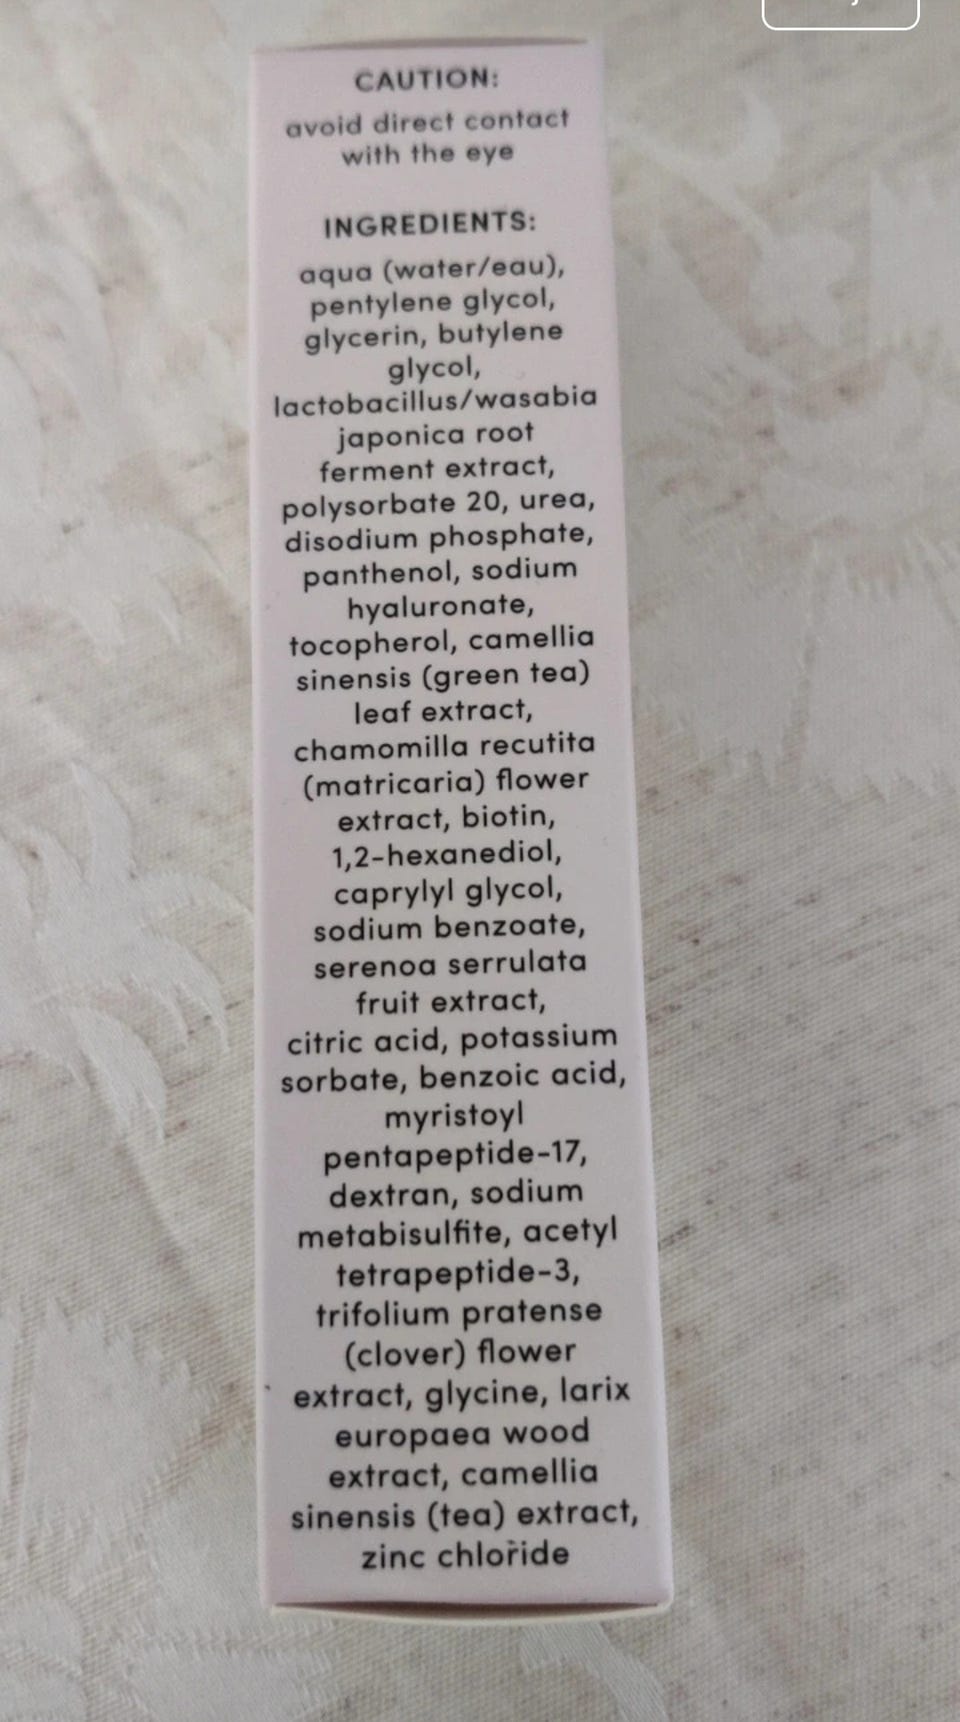 CAUTION:
avoid direct contact
with the eye
INGREDIENTS:
aqua (water/eau),
pentylene glycol,
glycerin, butylene
glycol,
lactobacillus/wasabia
japonica root
ferment extract,
polysorbate 20, urea,
disodium phosphate,
panthenol, sodium
hyaluronate,
tocopherol, camellia
sinensis (green tea)
leaf extract,
chamomilla recutita
(matricaria) flower
extract, biotin,
1,2-hexanediol,
caprylyl glycol,
sodium benzoate,
serenoa serrulata
fruit extract,
citric acid, potassium
sorbate, benzoic acid,
myristoyl
pentapeptide-17,
dextran, sodium
metabisulfite, acetyl
tetrapeptide-3,
trifolium pratense
(clover) flower
extract, glycine, larix
europaea wood
extract, camellia
sinensis (tea) extract,
zinc chloride